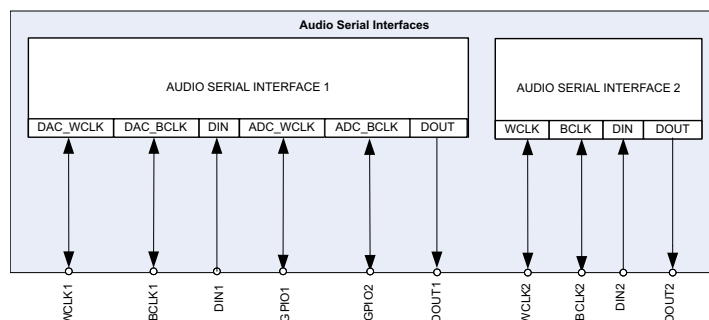 Audio Serial Interfaces
AUDIO SERIAL INTERFACE 1
DAC_WCLK DAC_BCLK DIN ADC_WCLK ADC_BCLK DOUT
AUDIO SERIAL INTERFACE 2
WCLK BCLK DIN DOUT
WCLK1
BCLK1
DIN1
GPIO1
GPIO2
DOUT1
WCLK2
BCLK2
DIN2
DOUT2